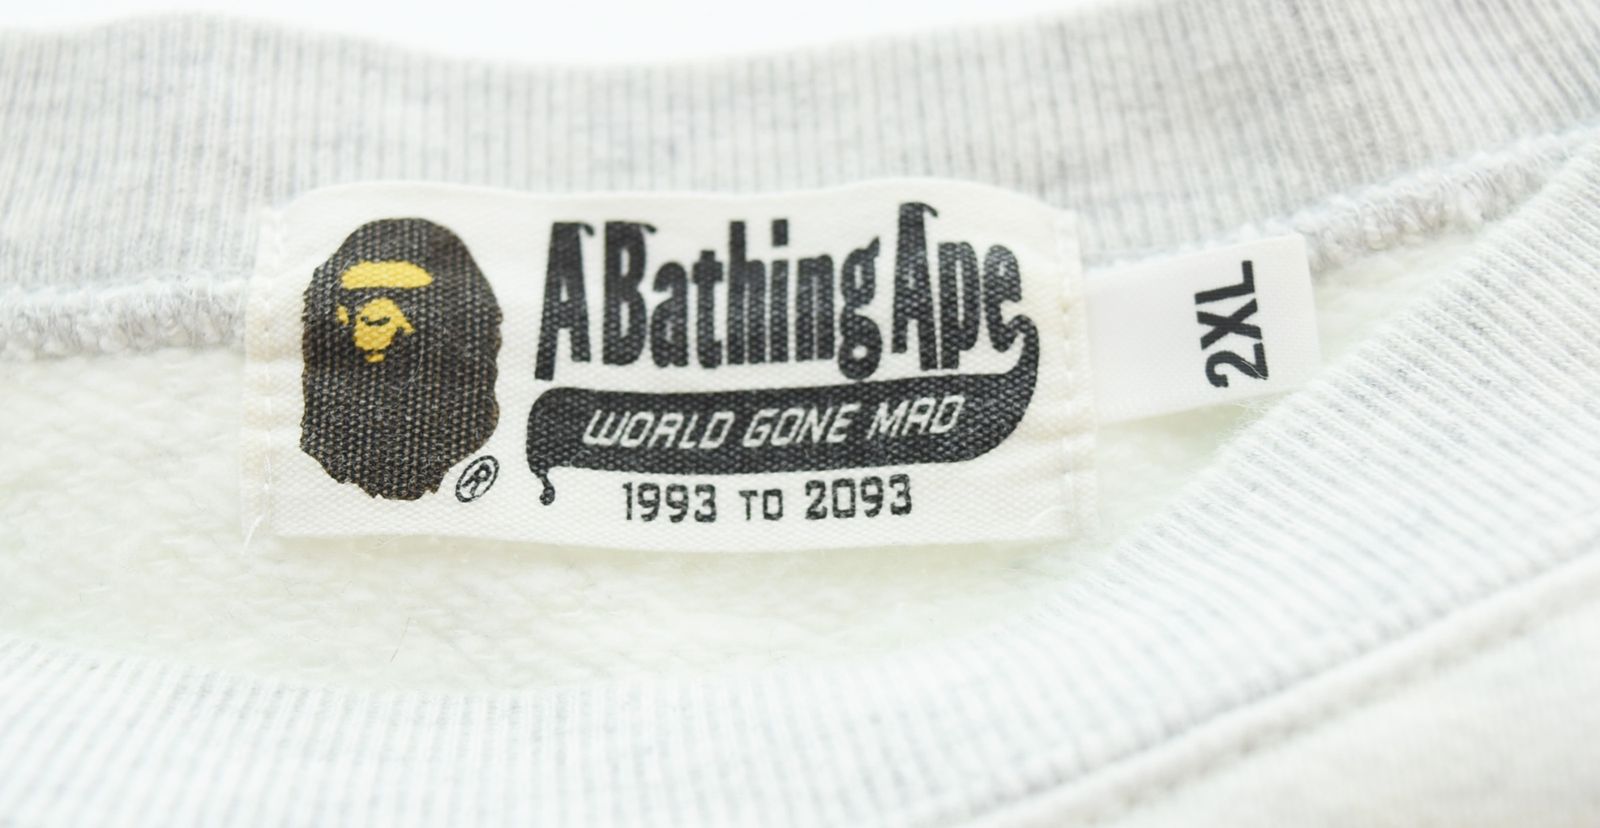 A Bathing Ape
WORLD GONE MAD
1993 TO 2093
®
2XL